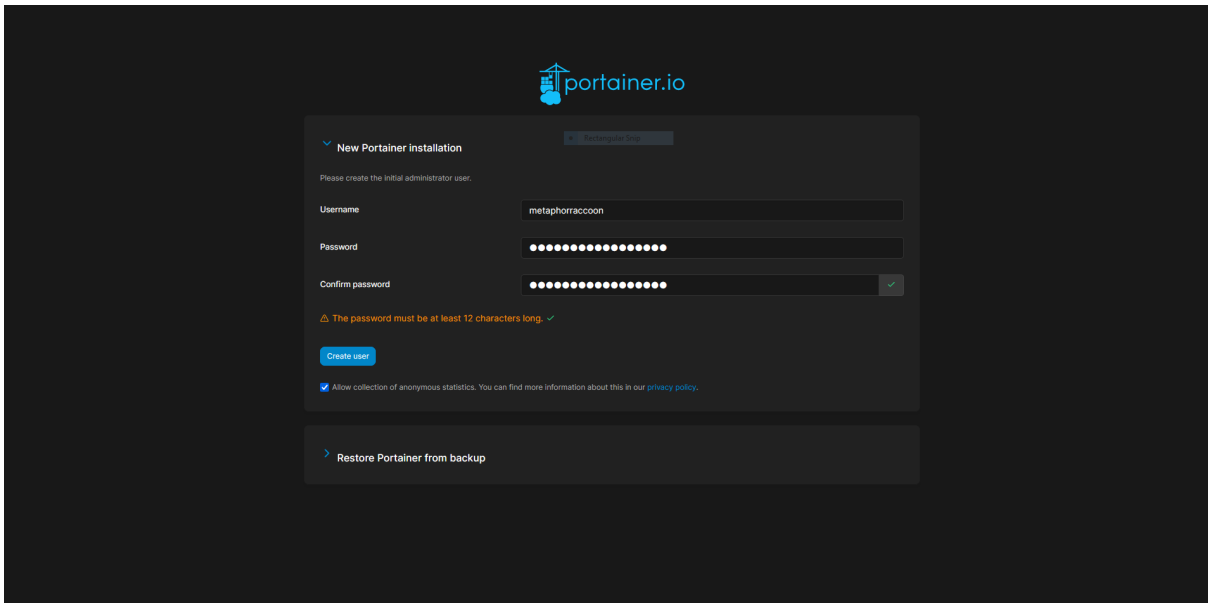 portainer.io
Rectangular Snip
New Portainer installation
Please create the initial administrator user.
Username
metaphorraccoon
Password
Confirm password
The password must be at least 12 characters long.
Create user
Allow collection of anonymous statistics. You can find more information about this in our privacy policy.
Restore Portainer from backup